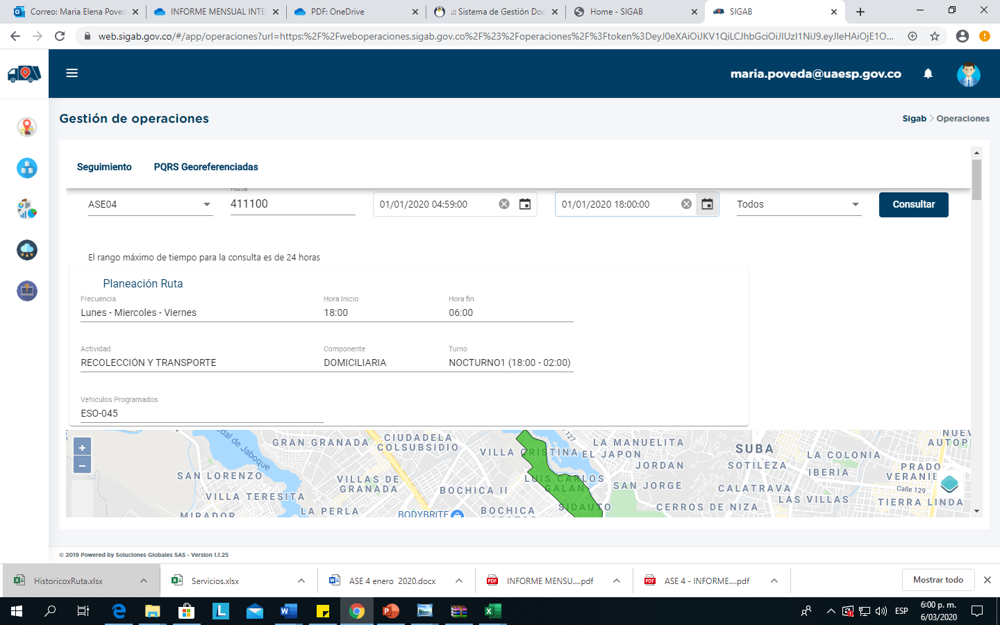 Correo: Maria Elena Poved
INFORME MENSUAL INTE
PDF: OneDrive
.:: Sistema de Gestión Doc
Home - SIGAB
SIGAB
web.sigab.gov.co/#/app/operaciones?url=https:%2F%2Fweboperaciones.sigab.gov.co%2F%23%2Foperaciones%2F%3Ftoken%3DeyJ0eXAiOiJKV1QiLCJhbGciOiJIUzI1NiJ9.eyJleHAiOjE1O...
maria.poveda@uaesp.gov.co
Gestión de operaciones
Sigab > Operaciones
Seguimiento
PQRS Georeferenciadas
Ruta
ASE04
411100
01/01/2020 04:59:00
01/01/2020 18:00:00
Todos
Consultar
El rango máximo de tiempo para la consulta es de 24 horas
Planeación Ruta
Frecuencia
Hora Inicio
Hora fin
Lunes - Miercoles - Viernes
18:00
06:00
Actividad
Componente
Turno
RECOLECCIÓN Y TRANSPORTE
DOMICILIARIA
NOCTURNO1 (18:00 - 02:00)
Vehiculos Programados
ESO-045
+
−
dal de Jaboque
GRAN GRANADA
CIUDADELA
COLSUBSIDIO
127
VILLA CRISTINA
LA MANUELITA
EL JAPON
SUBA
NUEV
AUTOP
LA COLONIA
SAN LORENZO
VILLAS DE
GRANADA
BOCHICA II
LUIS CARLOS
GALAN
JORDAN
SAN JORGE
SOTILEZA
IBERIA
PRADO
VERANIE
VILLA TERESITA
CALATRAVA
LAS VILLAS
Calle 129
TIERRA LINDA
MIRADOR
LA PERLA
BODYBRITE
BOCHICA
SIDAUTO
CERROS DE NIZA
© 2019 Powered by Soluciones Globales SAS - Version 1.1.25
HistoricoxRuta.xlsx
Servicios.xlsx
ASE 4 enero 2020.docx
INFORME MENSU....pdf
ASE 4 - INFORME....pdf
Mostrar todo
ESP
6:00 p. m.
6/03/2020